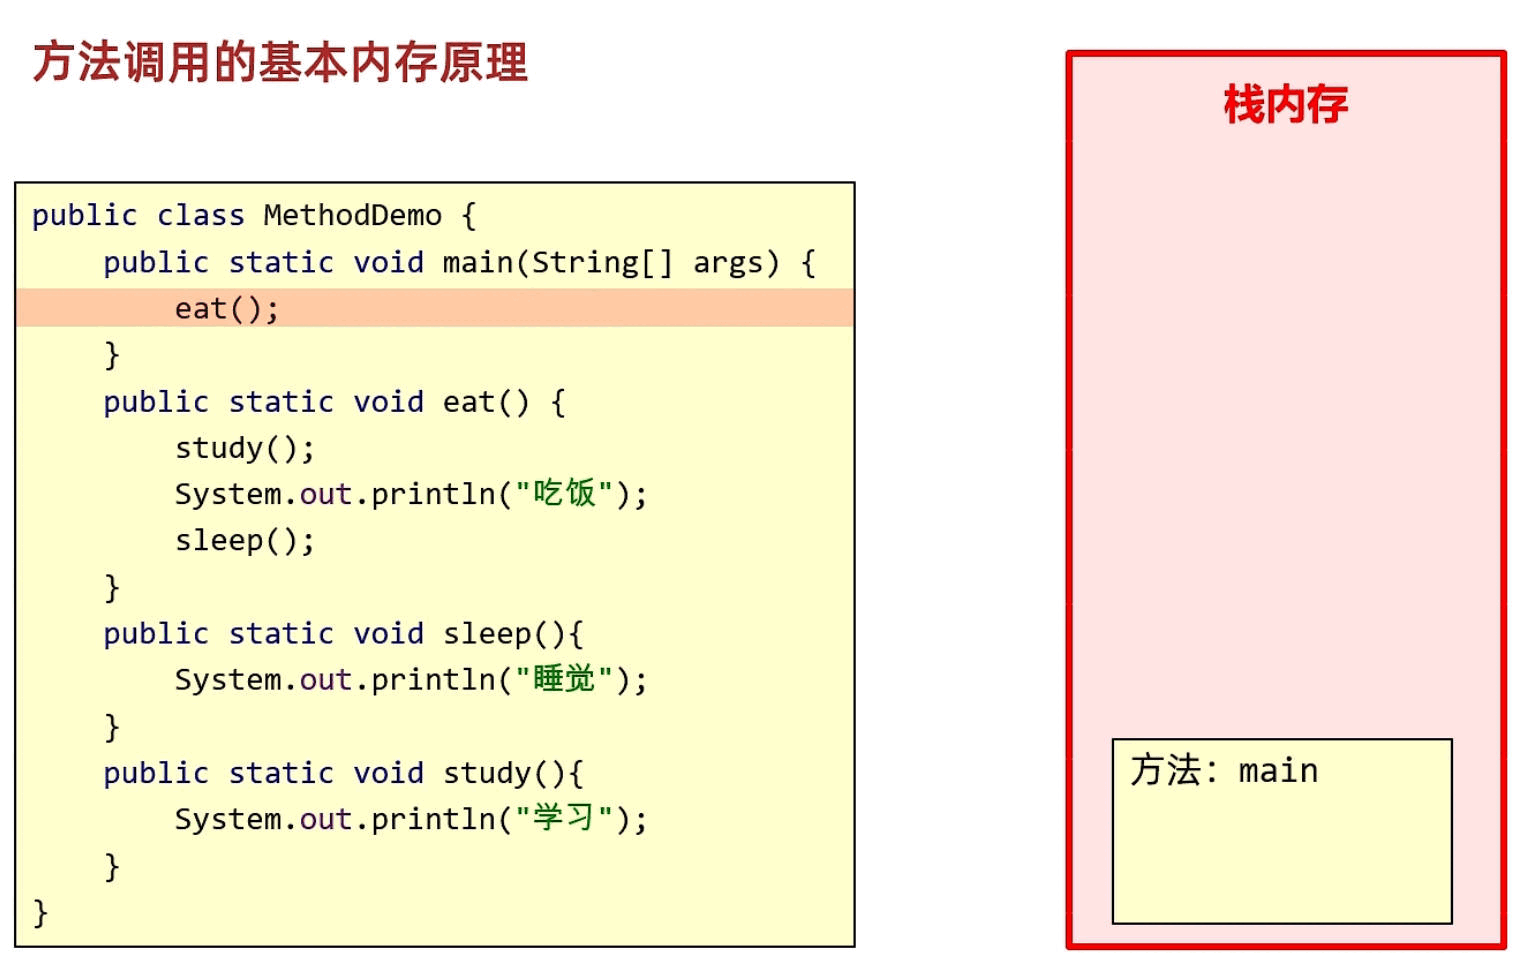 方法调用的基本内存原理
栈内存
public class MethodDemo {
    public static void main(String[] args) {
        eat();
    }
    public static void eat() {
        study();
        System.out.println("吃饭");
        sleep();
    }
    public static void sleep(){
        System.out.println("睡觉");
    }
    public static void study(){
        System.out.println("学习");
    }
}
方法：main